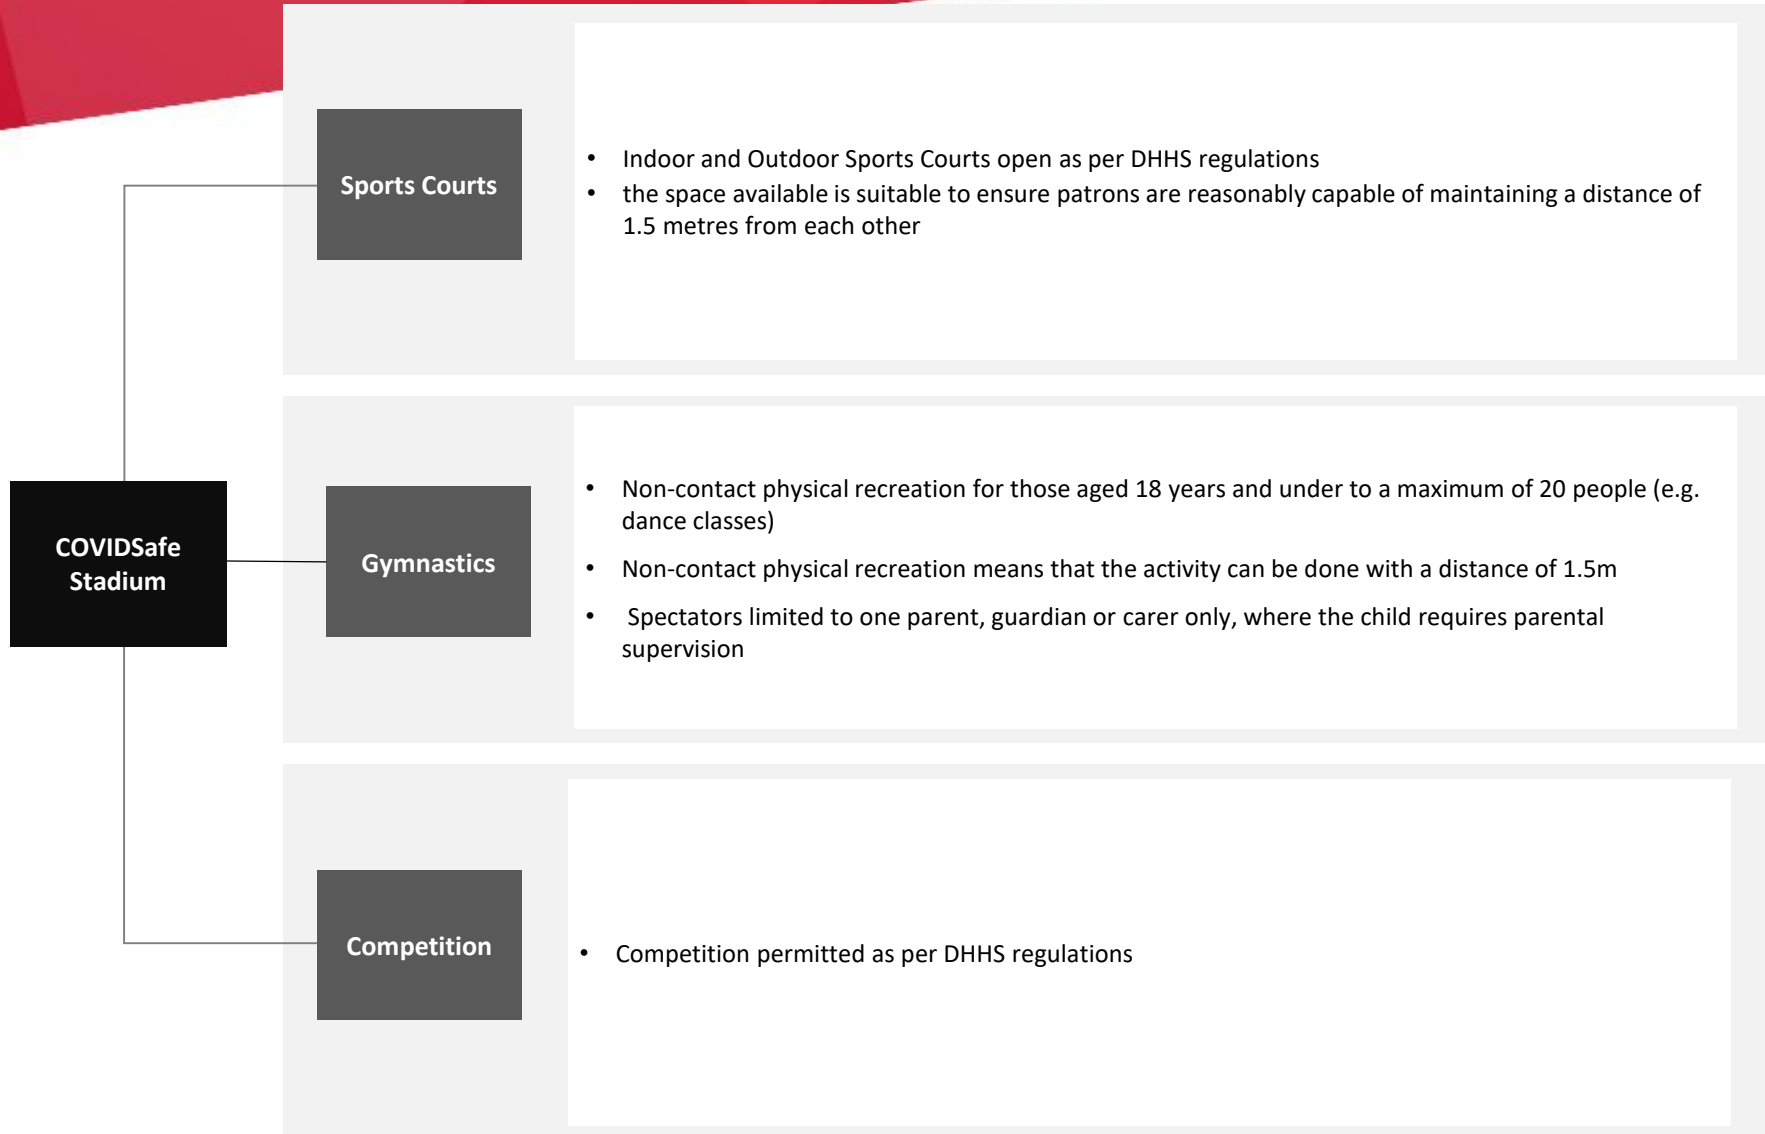 Sports Courts
• Indoor and Outdoor Sports Courts open as per DHHS regulations
• the space available is suitable to ensure patrons are reasonably capable of maintaining a distance of
1.5 metres from each other
COVIDSafe
Stadium
Gymnastics
• Non-contact physical recreation for those aged 18 years and under to a maximum of 20 people (e.g.
dance classes)
• Non-contact physical recreation means that the activity can be done with a distance of 1.5m
• Spectators limited to one parent, guardian or carer only, where the child requires parental
supervision
Competition
• Competition permitted as per DHHS regulations